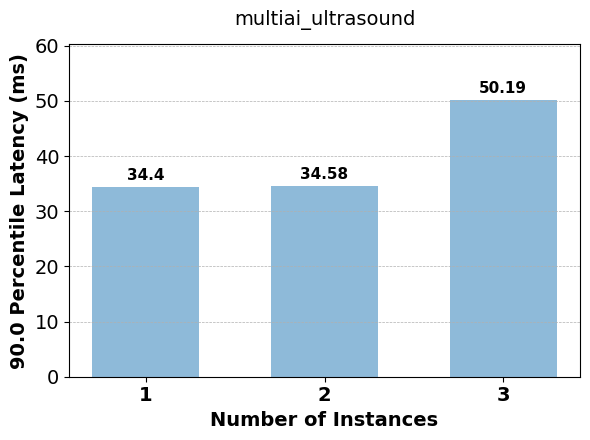 multiai_ultrasound
90.0 Percentile Latency (ms)
60
50
40
30
20
10
0
34.4
34.58
50.19
1 2 3
Number of Instances